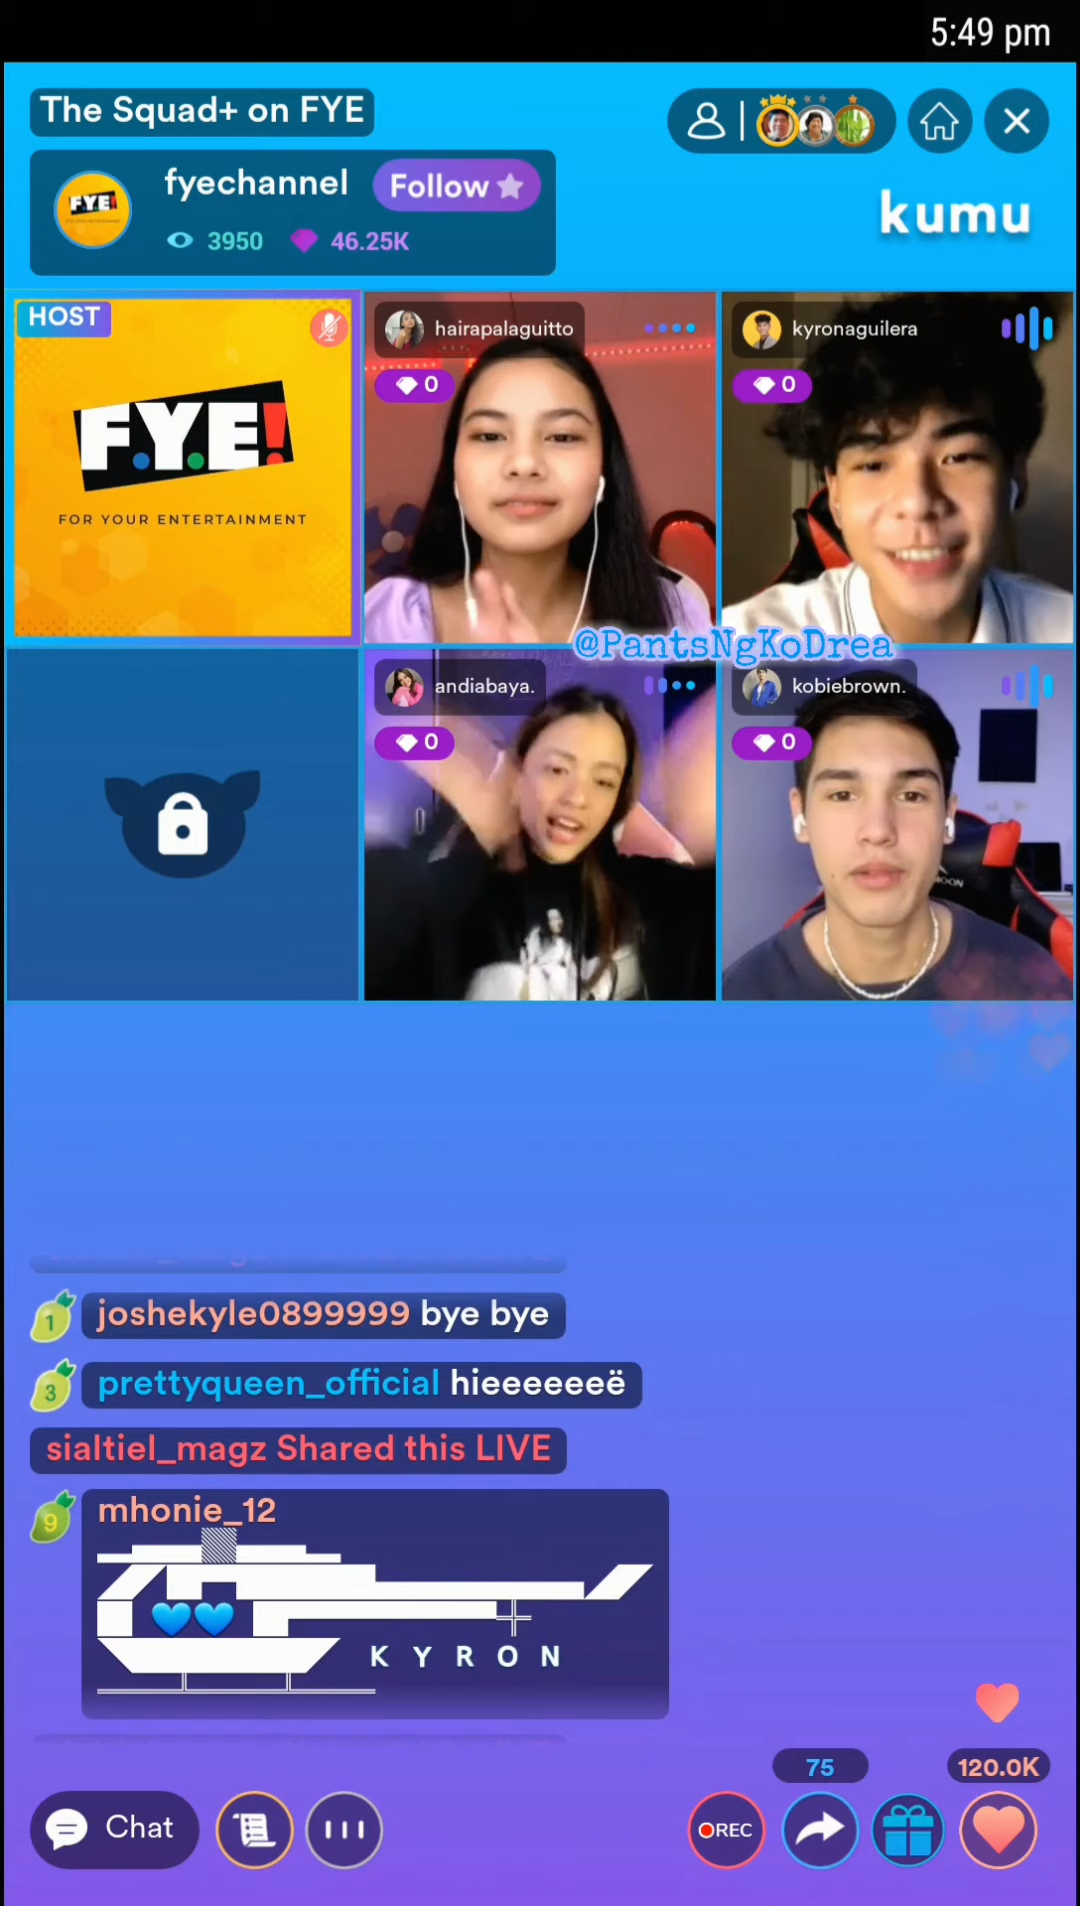 5:49 pm
The Squad+ on FYE
fyechannel
Follow
3950
46.25K
kumu
HOST
F.Y.E!
FOR YOUR ENTERTAINMENT
hairapalaguitto
0
kyronaguilera
0
@PantsNgKoDrea
andiabaya.
0
kobiebrown.
0
1
joshekyle0899999 bye bye
3
prettyqueen_official hieeeeeeë
sialtiel_magz Shared this LIVE
9
mhonie_12
K Y R O N
75
120.0K
Chat
REC